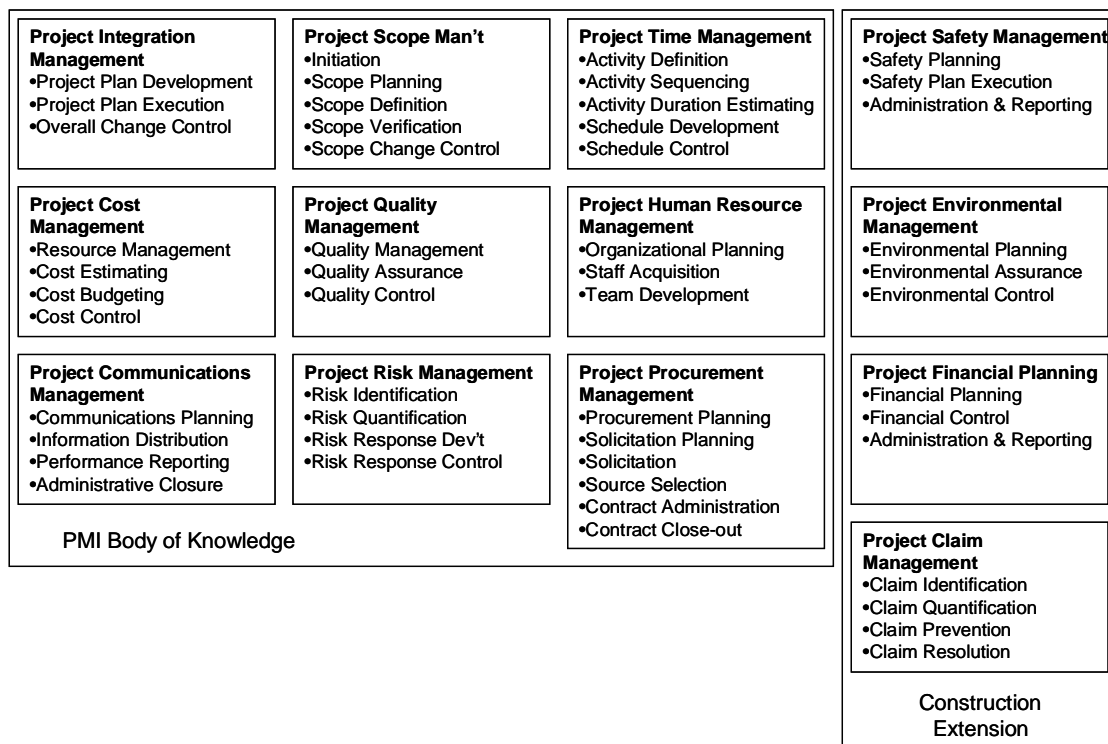 Project Integration
Management
•Project Plan Development
•Project Plan Execution
•Overall Change Control
Project Scope Man't
•Initiation
•Scope Planning
•Scope Definition
•Scope Verification
•Scope Change Control
Project Time Management
•Activity Definition
•Activity Sequencing
•Activity Duration Estimating
•Schedule Development
•Schedule Control
Project Safety Management
•Safety Planning
•Safety Plan Execution
•Administration & Reporting
Project Cost
Management
•Resource Management
•Cost Estimating
•Cost Budgeting
•Cost Control
Project Quality
Management
•Quality Management
•Quality Assurance
•Quality Control
Project Human Resource
Management
•Organizational Planning
•Staff Acquisition
•Team Development
Project Environmental
Management
•Environmental Planning
•Environmental Assurance
•Environmental Control
Project Communications
Management
•Communications Planning
•Information Distribution
•Performance Reporting
•Administrative Closure
Project Risk Management
•Risk Identification
•Risk Quantification
•Risk Response Dev't
•Risk Response Control
Project Procurement
Management
•Procurement Planning
•Solicitation Planning
•Solicitation
•Source Selection
•Contract Administration
•Contract Close-out
Project Financial Planning
•Financial Planning
•Financial Control
•Administration & Reporting
PMI Body of Knowledge
Project Claim
Management
•Claim Identification
•Claim Quantification
•Claim Prevention
•Claim Resolution
Construction
Extension